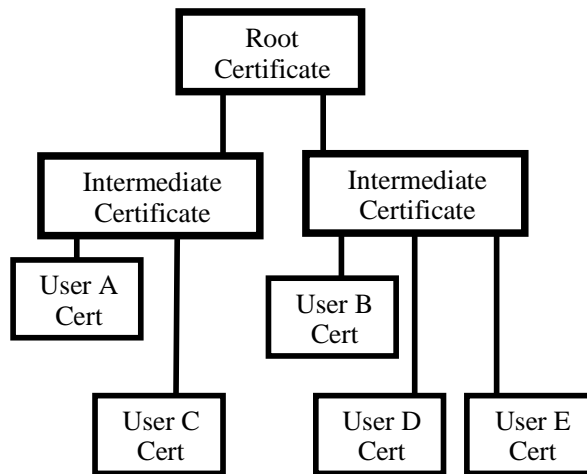 Root
Certificate
Intermediate
Certificate
Intermediate
Certificate
User A
Cert
User B
Cert
User C
Cert
User D
Cert
User E
Cert